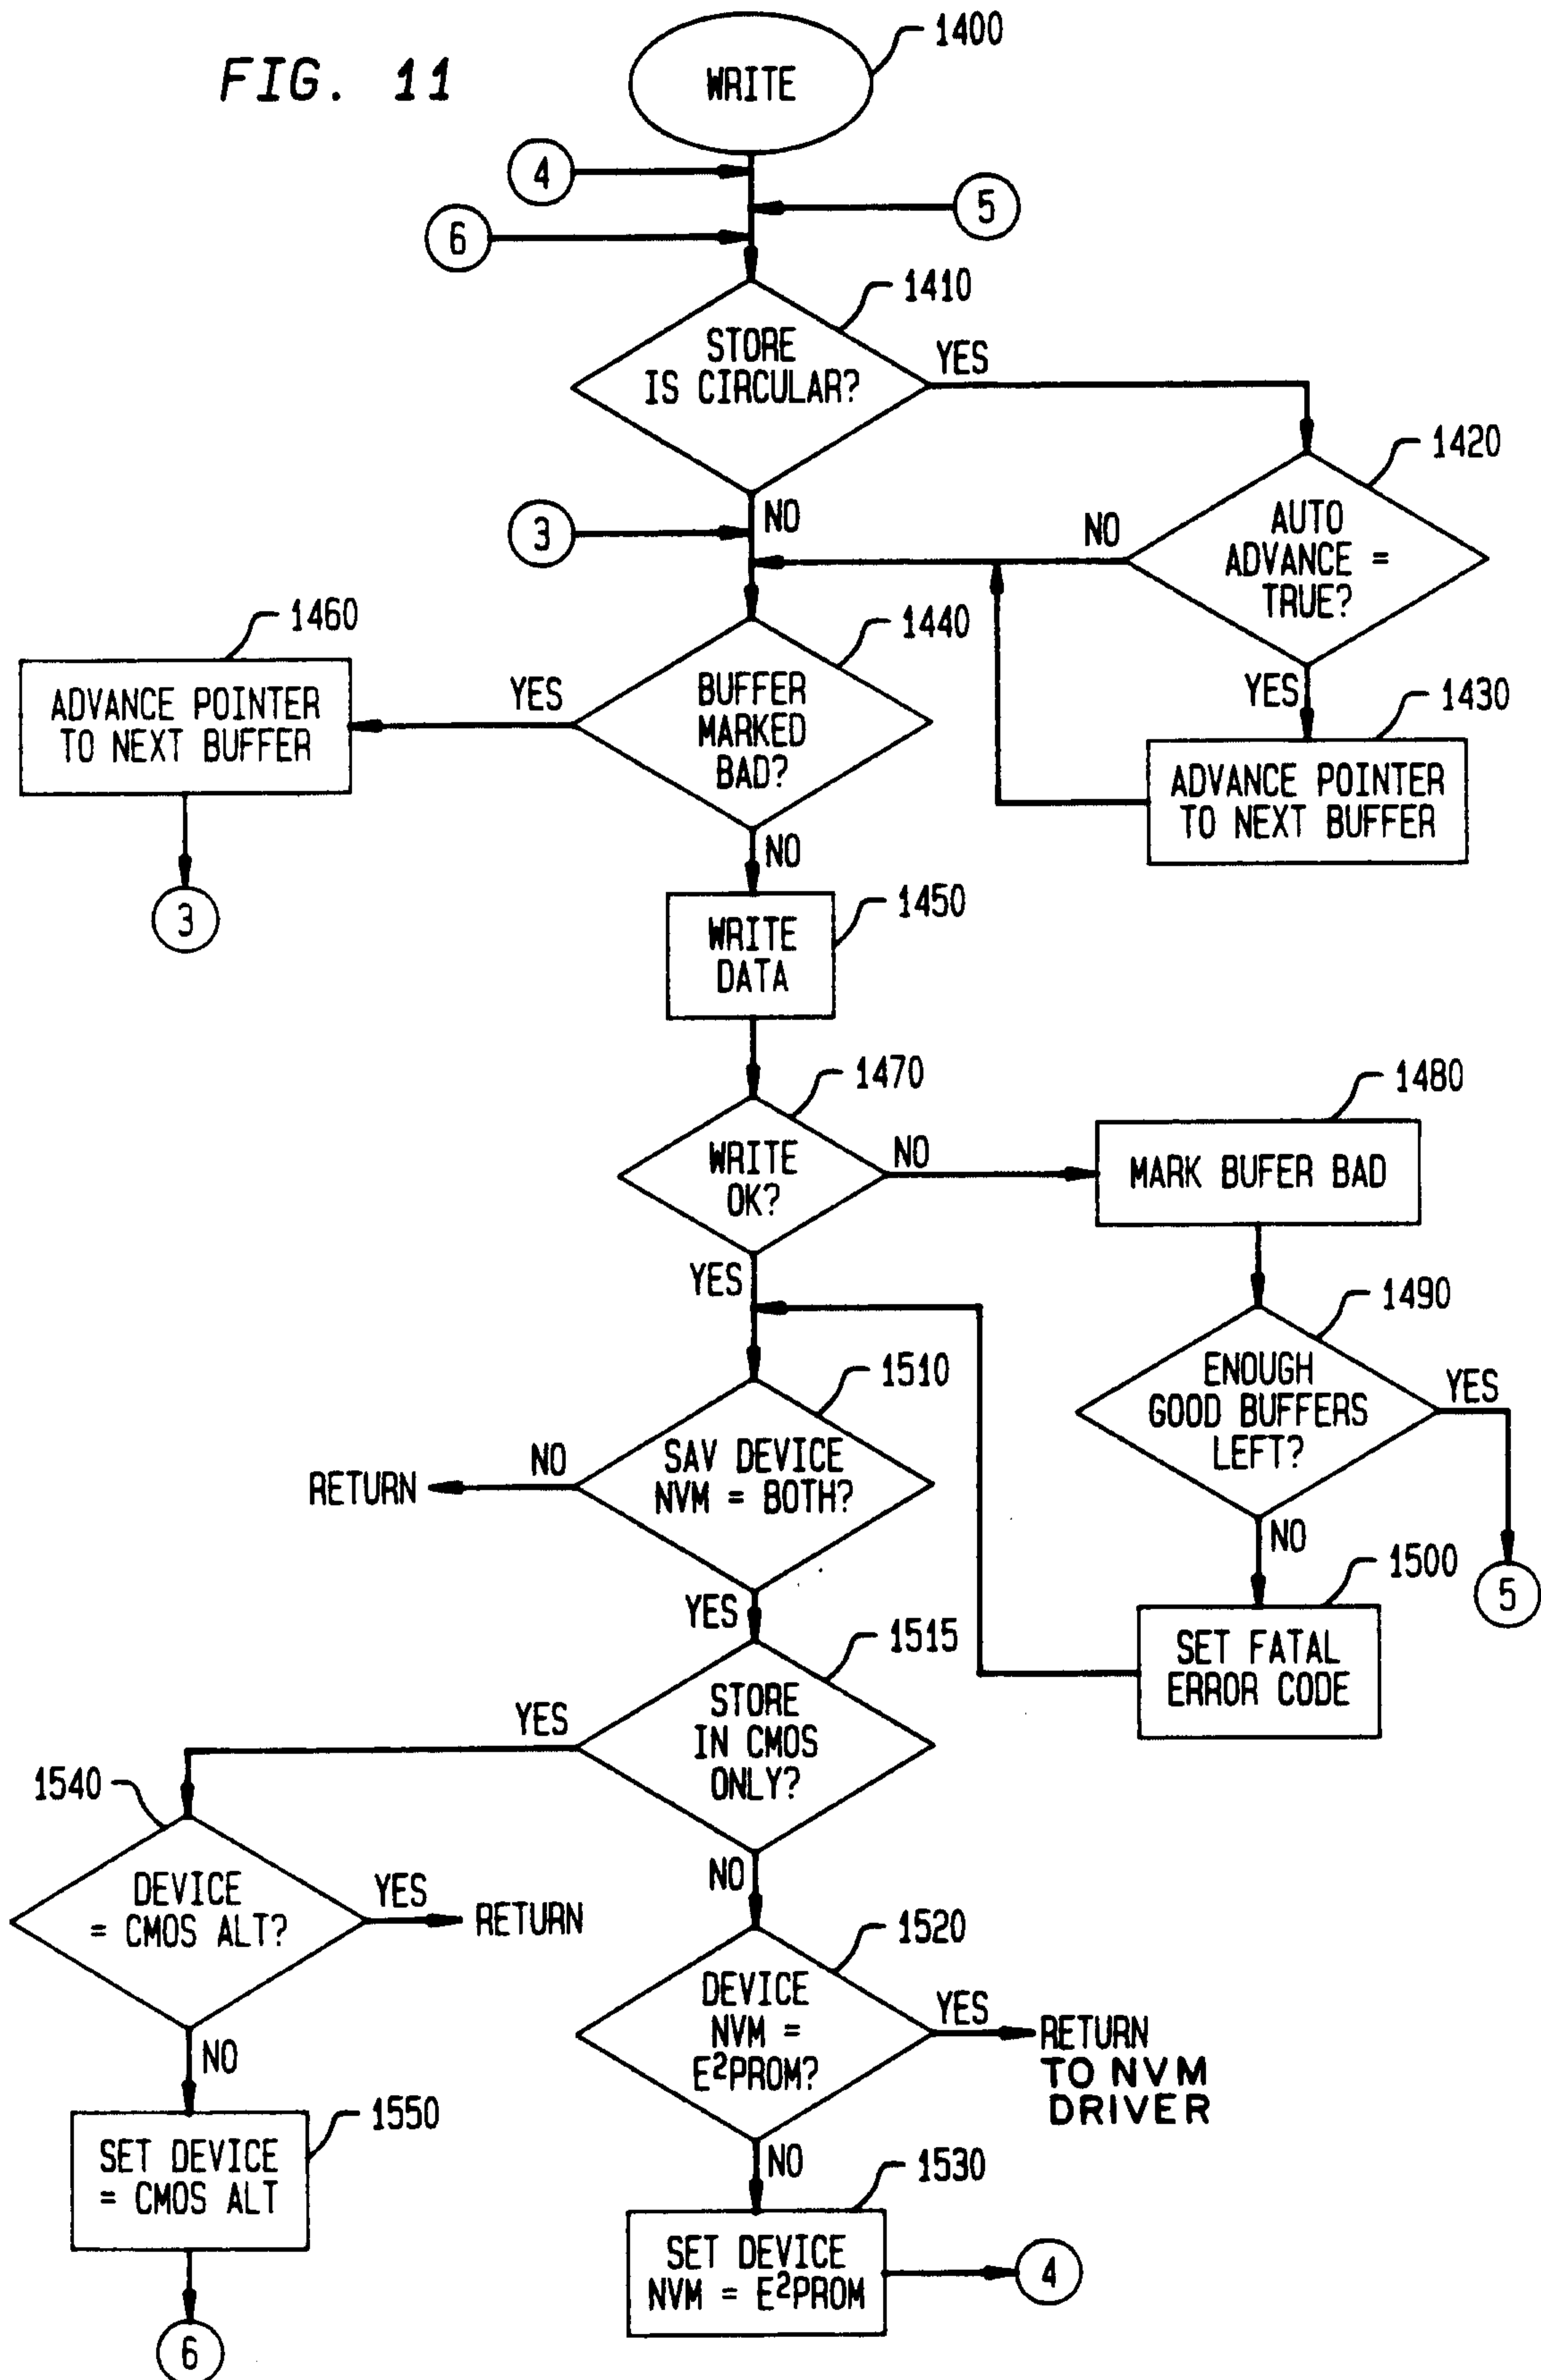 FIG. 11
1400
WRITE
4
5
6
1410
STORE
IS CIRCULAR?
YES
1420
AUTO
ADVANCE =
TRUE?
NO
3
NO
1460
ADVANCE POINTER
TO NEXT BUFFER
YES
1440
BUFFER
MARKED
BAD?
YES
1430
ADVANCE POINTER
TO NEXT BUFFER
3
NO
1450
WRITE
DATA
1470
WRITE
OK?
NO
1480
MARK BUFER BAD
YES
1490
ENOUGH
GOOD BUFFERS
LEFT?
YES
1510
SAV DEVICE
NVM = BOTH?
NO
RETURN
NO
1500
SET FATAL
ERROR CODE
5
YES
1515
STORE
IN CMOS
ONLY?
YES
1540
DEVICE
= CMOS ALT?
YES
RETURN
NO
1520
DEVICE
NVM =
E²PROM?
YES
RETURN
TO NVM
DRIVER
NO
1550
SET DEVICE
= CMOS ALT
NO
1530
SET DEVICE
NVM = E²PROM
4
6